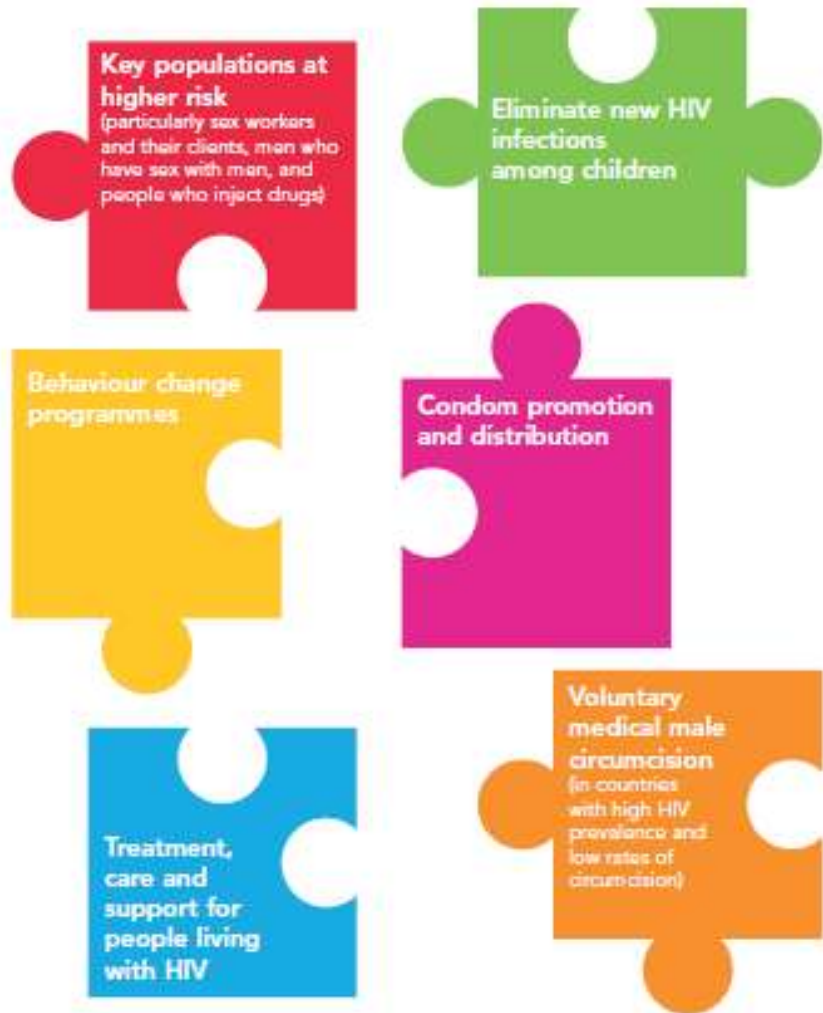 Key populations at
higher risk
(particularly sex workers
and their clients, men who
have sex with men, and
people who inject drugs)
Eliminate new HIV
infections
among children
Behaviour change
programmes
Condom promotion
and distribution
Treatment,
care and
support for
people living
with HIV
Voluntary
medical male
circumcision
(in countries
with high HIV
prevalence and
low rates of
circumcision)